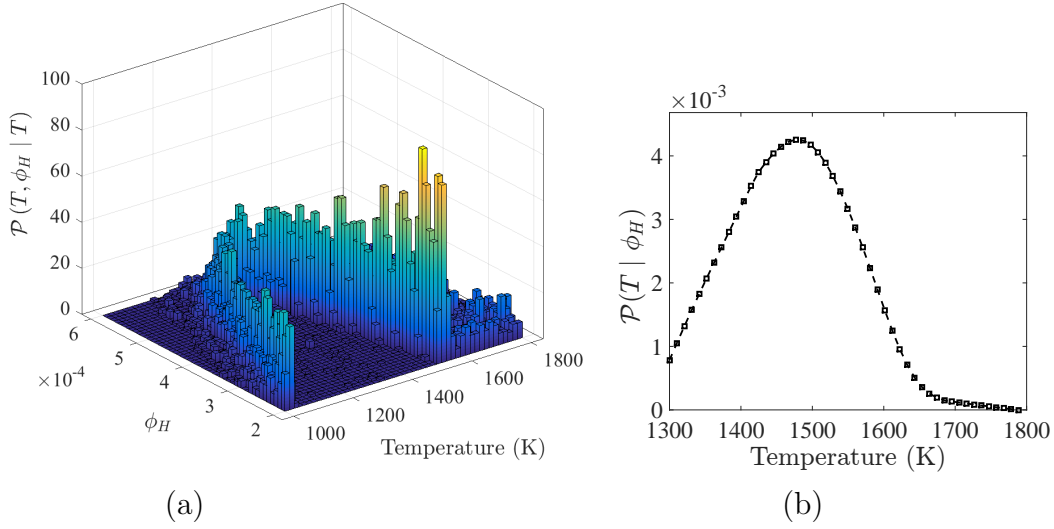 100
80
60
40
20
0
𝒫 (T, ϕ_H | T)
6
5
4
3
2
×10⁻⁴
ϕ_H
1000
1200
1400
1600
1800
Temperature (K)
(a)
×10⁻³
4
3
2
1
0
𝒫 (T | ϕ_H)
1300 1400 1500 1600 1700 1800
Temperature (K)
(b)